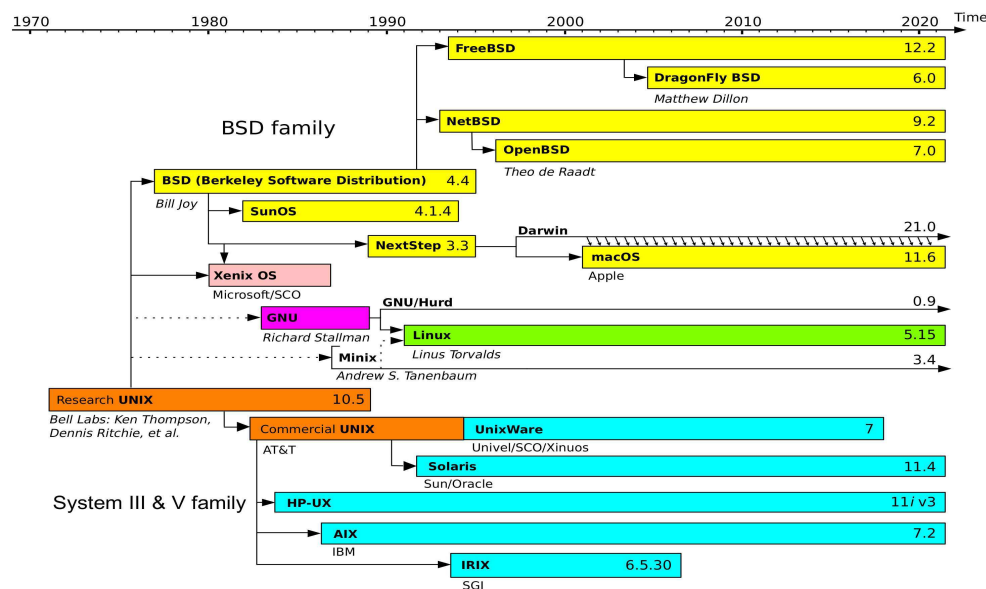 1970 1980 1990 2000 2010 2020 Time
FreeBSD 12.2
DragonFly BSD 6.0
Matthew Dillon
BSD family
NetBSD 9.2
OpenBSD 7.0
Theo de Raadt
BSD (Berkeley Software Distribution) 4.4
Bill Joy
SunOS 4.1.4
Darwin 21.0
NextStep 3.3
macOS 11.6
Apple
Xenix OS
Microsoft/SCO
GNU/Hurd 0.9
GNU
Richard Stallman
Linux 5.15
Linus Torvalds
Minix 3.4
Andrew S. Tanenbaum
Research UNIX 10.5
Bell Labs: Ken Thompson,
Dennis Ritchie, et al.
Commercial UNIX
AT&T
UnixWare 7
Univel/SCO/Xinuos
Solaris 11.4
Sun/Oracle
System III & V family
HP-UX 11i v3
AIX 7.2
IBM
IRIX 6.5.30
SGI